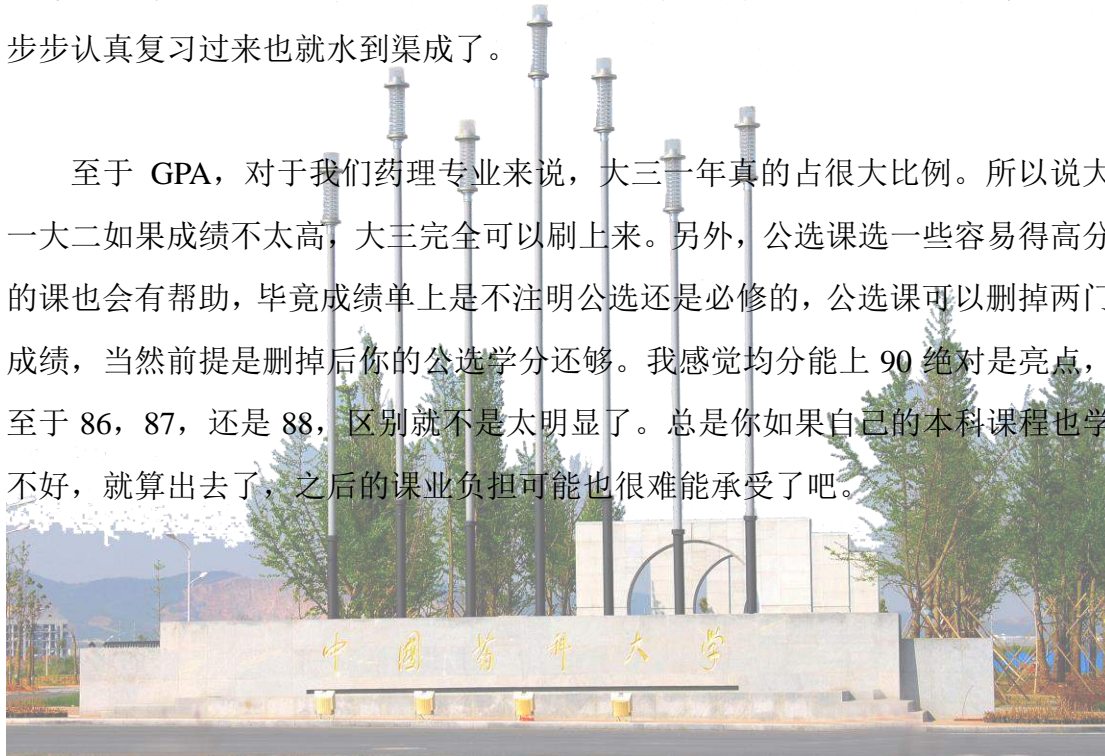 步步认真复习过来也就水到渠成了。
至于 GPA，对于我们药理专业来说，大三一年真的占很大比例。所以说大
一大二如果成绩不太高，大三完全可以刷上来。另外，公选课选一些容易得高分
的课也会有帮助，毕竟成绩单上是不注明公选还是必修的，公选课可以删掉两门
成绩，当然前提是删掉后你的公选学分还够。我感觉均分能上 90 绝对是亮点，
至于 86，87，还是 88，区别就不是太明显了。总是你如果自己的本科课程也学
不好，就算出去了，之后的课业负担可能也很难能承受了吧。
中国药科大学